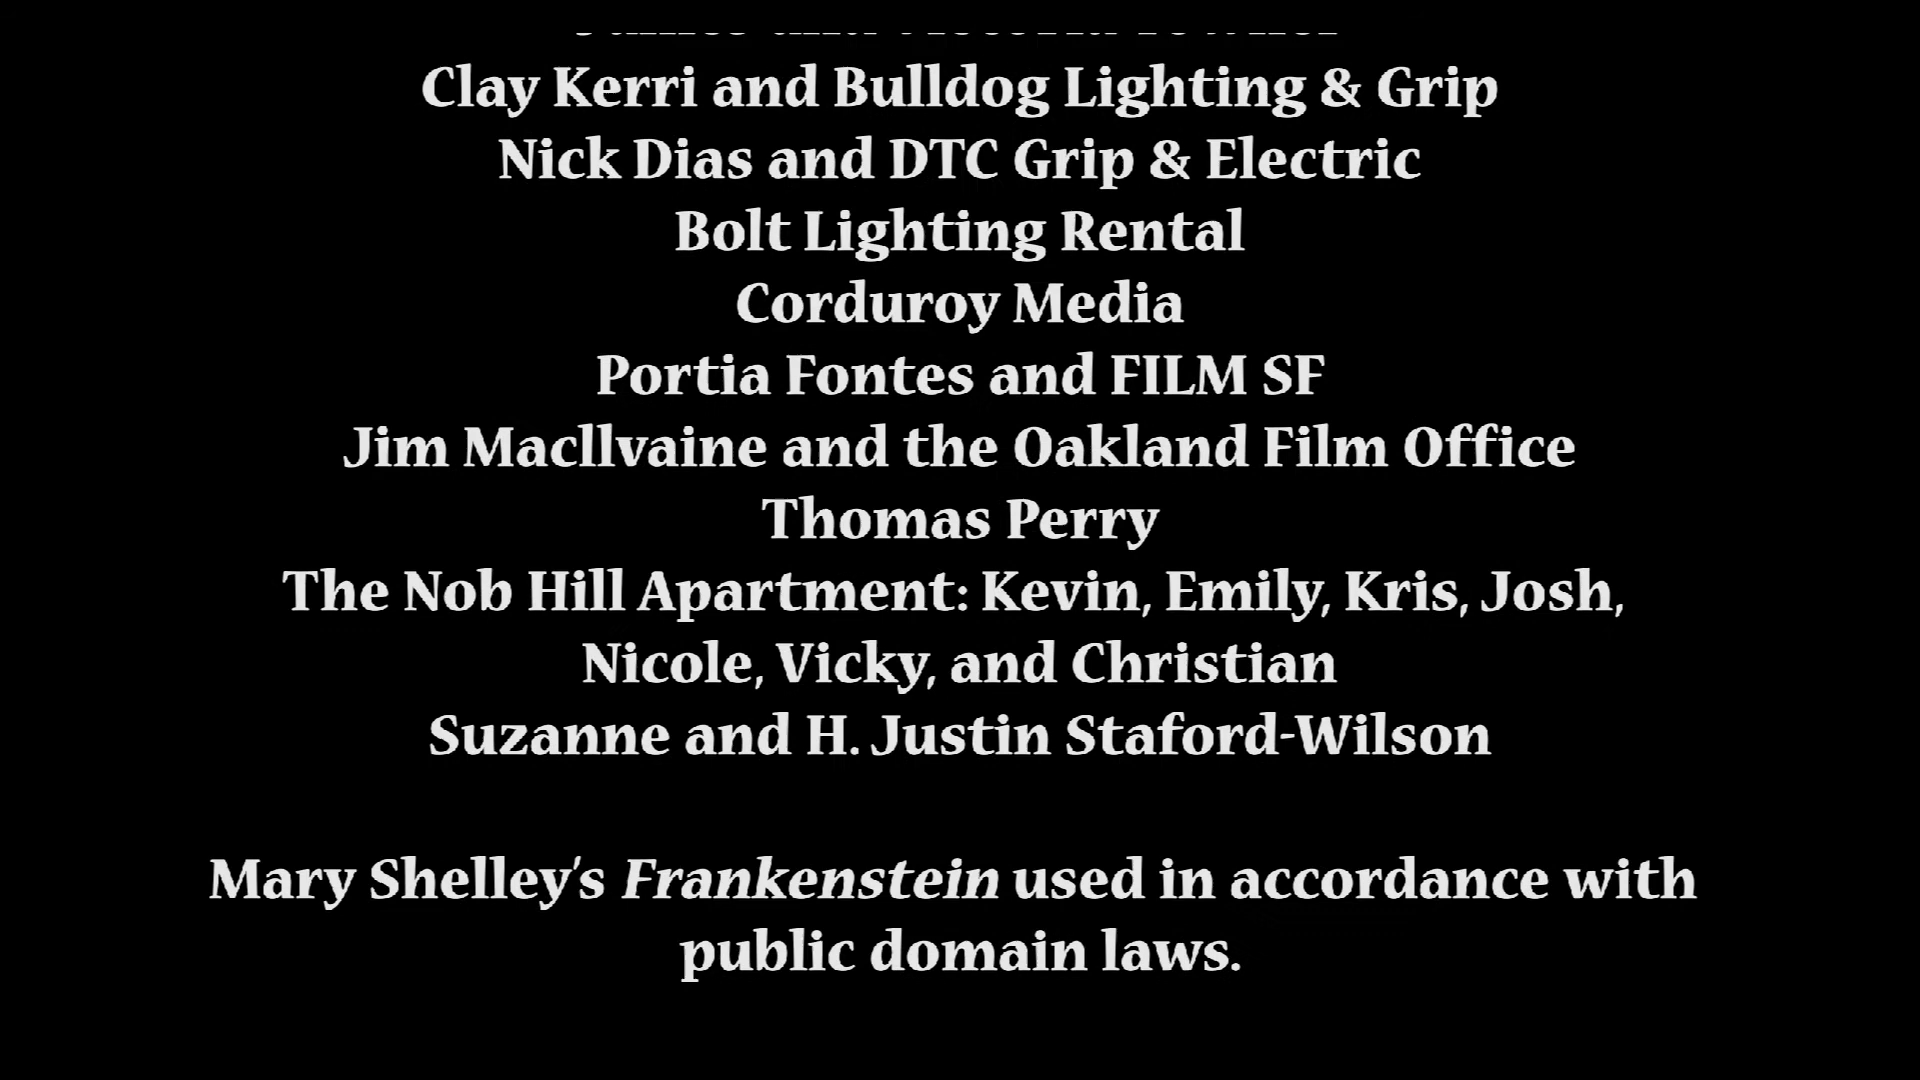 Clay Kerri and Bulldog Lighting & Grip
Nick Dias and DTC Grip & Electric
Bolt Lighting Rental
Corduroy Media
Portia Fontes and FILM SF
Jim Macllvaine and the Oakland Film Office
Thomas Perry
The Nob Hill Apartment: Kevin, Emily, Kris, Josh,
Nicole, Vicky, and Christian
Suzanne and H. Justin Staford-Wilson
Mary Shelley's Frankenstein used in accordance with
public domain laws.